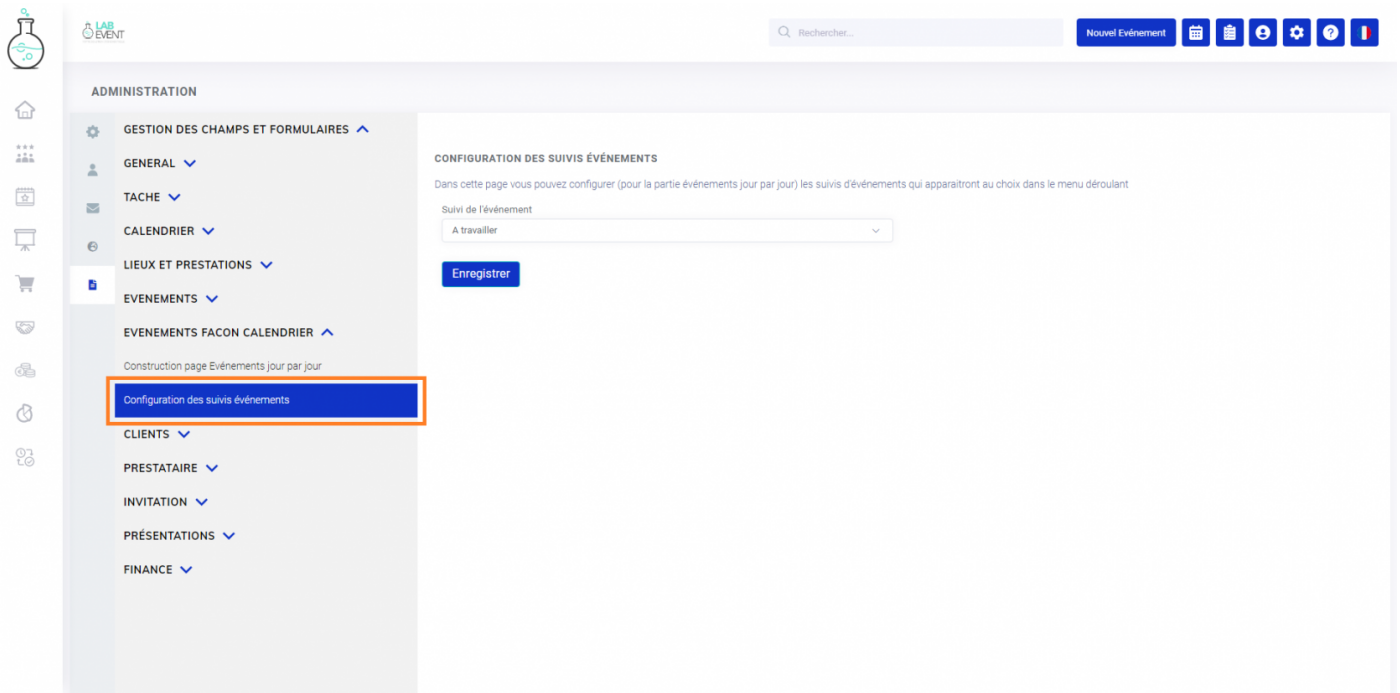 LAB
EVENT
Rechercher...
Nouvel Evénement
ADMINISTRATION
GESTION DES CHAMPS ET FORMULAIRES
GENERAL
TACHE
CALENDRIER
LIEUX ET PRESTATIONS
EVENEMENTS
EVENEMENTS FACON CALENDRIER
Construction page Evénements jour par jour
Configuration des suivis événements
CLIENTS
PRESTATAIRE
INVITATION
PRÉSENTATIONS
FINANCE
CONFIGURATION DES SUIVIS ÉVÉNEMENTS
Dans cette page vous pouvez configurer (pour la partie événements jour par jour) les suivis d'événements qui apparaitront au choix dans le menu déroulant
Suivi de l'événement
A travailler
Enregistrer